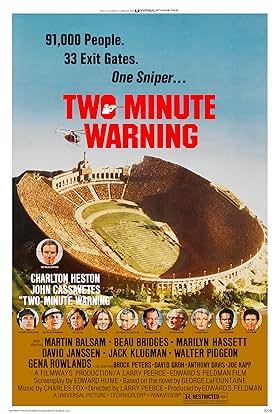 91,000 People.
33 Exit Gates.
One Sniper...
TWO MINUTE
WARNING
CHARLTON HESTON
JOHN CASSAVETES
"TWO-MINUTE WARNING"
MARTIN BALSAM · BEAU BRIDGES · MARILYN HASSETT
DAVID JANSSEN · JACK KLUGMAN · WALTER PIDGEON
GENA ROWLANDS BROCK PETERS · DAVID GROH · ANTHONY DAVIS · JOE KAPP
A FILMWAYS PRODUCTION/A LARRY PEERCE - EDWARD S. FELDMAN FILM
Screenplay by EDWARD HUME · Based on the novel by GEORGE LaFOUNTAINE
Music by CHARLES FOX · Directed by LARRY PEERCE · Produced by EDWARD S. FELDMAN
A UNIVERSAL PICTURE · TECHNICOLOR® · PANAVISION®
R RESTRICTED